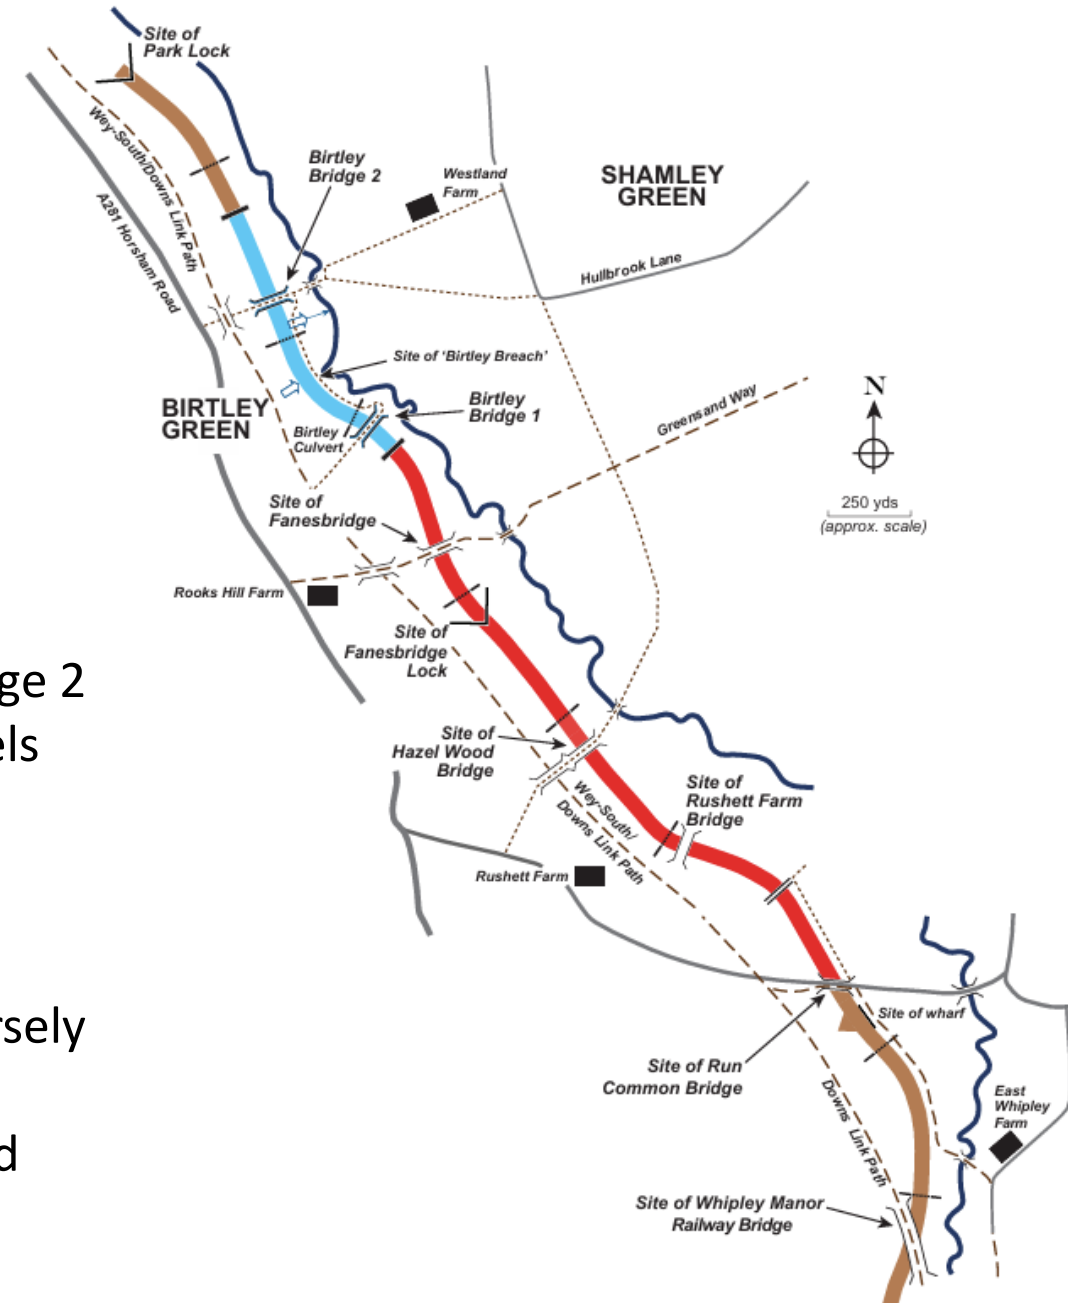 Site of
Park Lock
Wey-South/Downs Link Path
A281 Horsham Road
Birtley
Bridge 2
Westland
Farm
SHAMLEY
GREEN
Hullbrook Lane
Site of 'Birtley Breach'
BIRTLEY
GREEN
Birtley
Bridge 1
Birtley
Culvert
Greensand Way
N
250 yds
(approx. scale)
Site of
Fanesbridge
Rooks Hill Farm
Site of
Fanesbridge
Lock
ge 2
els
Site of
Hazel Wood
Bridge
Wey-South/
Downs Link Path
Site of
Rushett Farm
Bridge
Rushett Farm
rsely
d
Site of wharf
Site of Run
Common Bridge
Downs Link Path
East
Whipley
Farm
Site of Whipley Manor
Railway Bridge